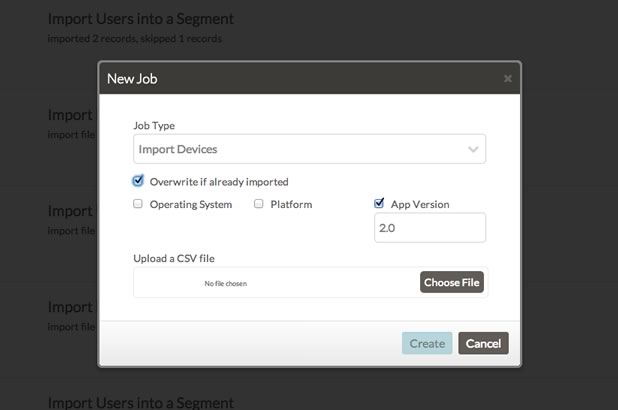 Import Users into a Segment
imported 2 records, skipped 1 records
New Job
×
Import
import file
Job Type
Import Devices
Overwrite if already imported
Operating System
Platform
App Version
2.0
Import
import file
Upload a CSV file
No file chosen
Choose File
Import
import file
Create
Cancel
Import Users into a Segment